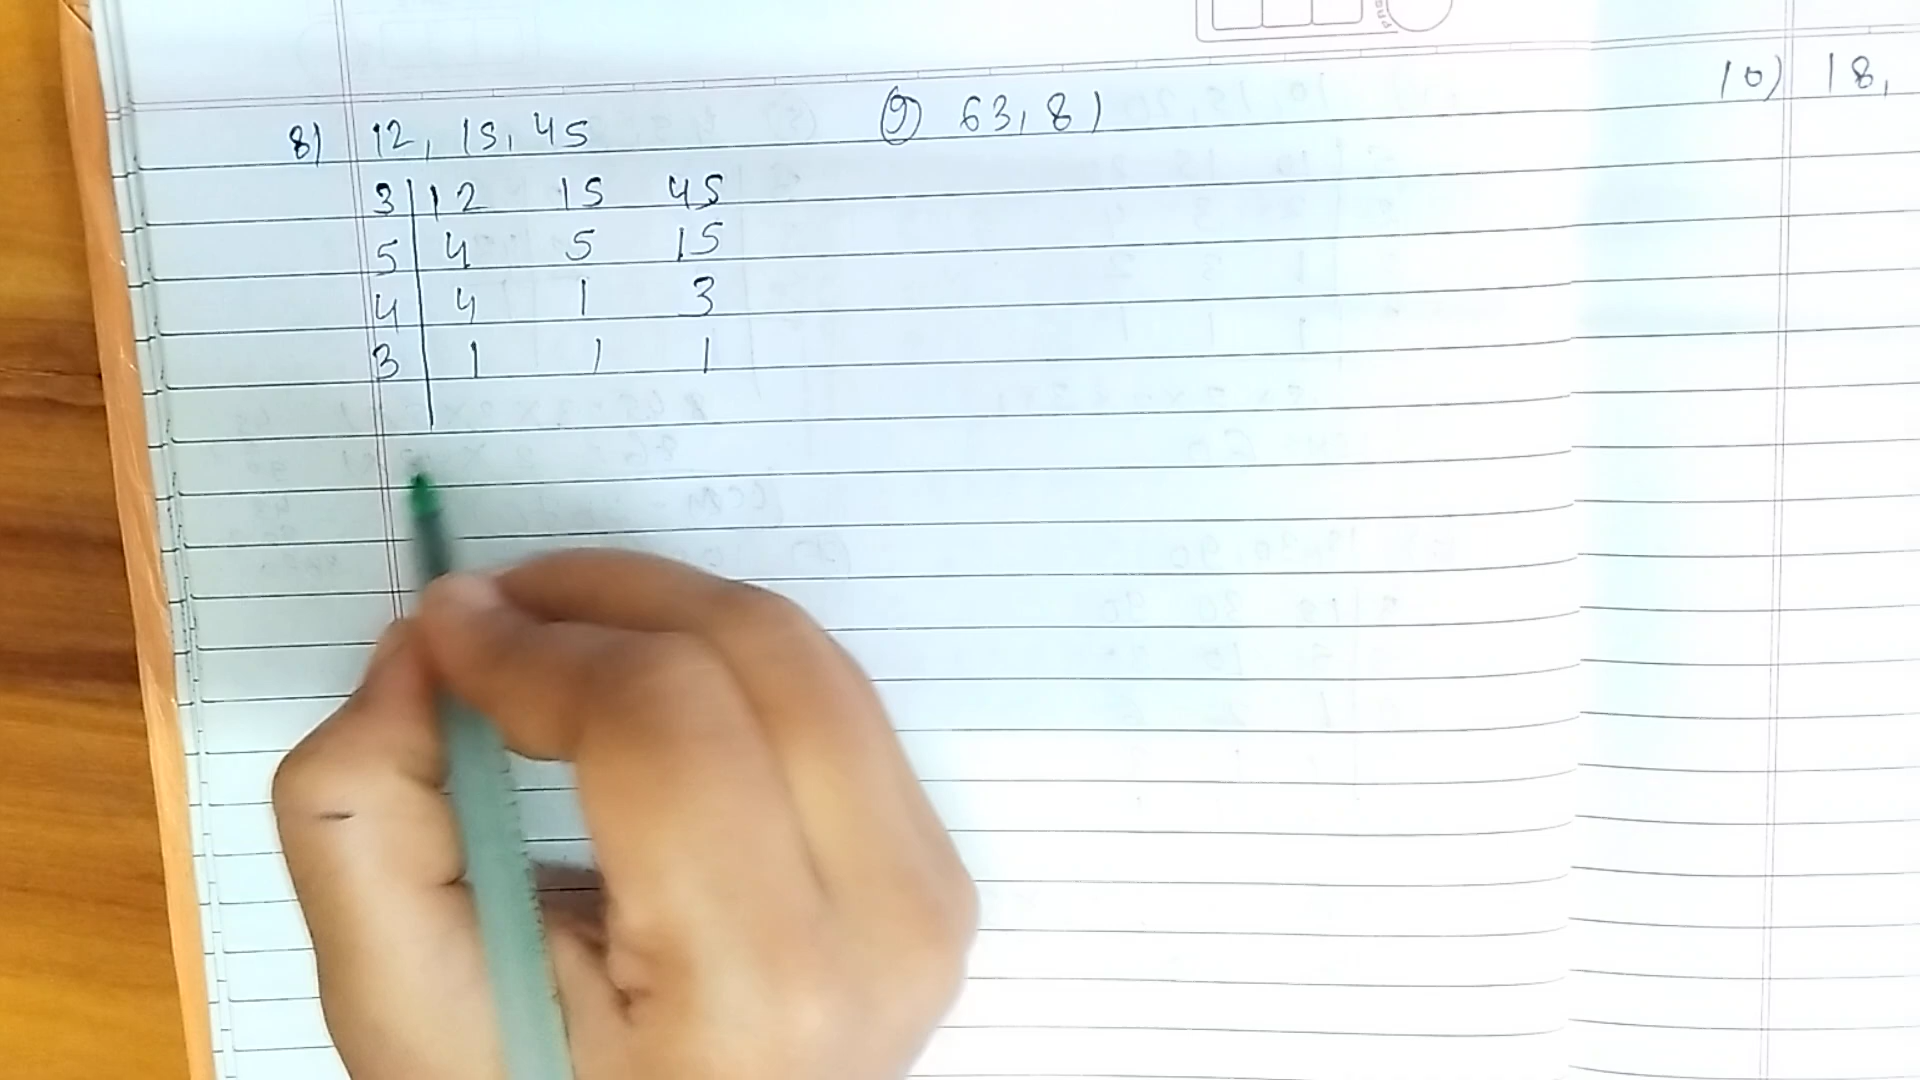 8) 12, 15, 45
3 | 12 15 45
5 | 4 5 15
4 | 4 1 3
3 | 1 1 1
9) 63, 81
10) 18,